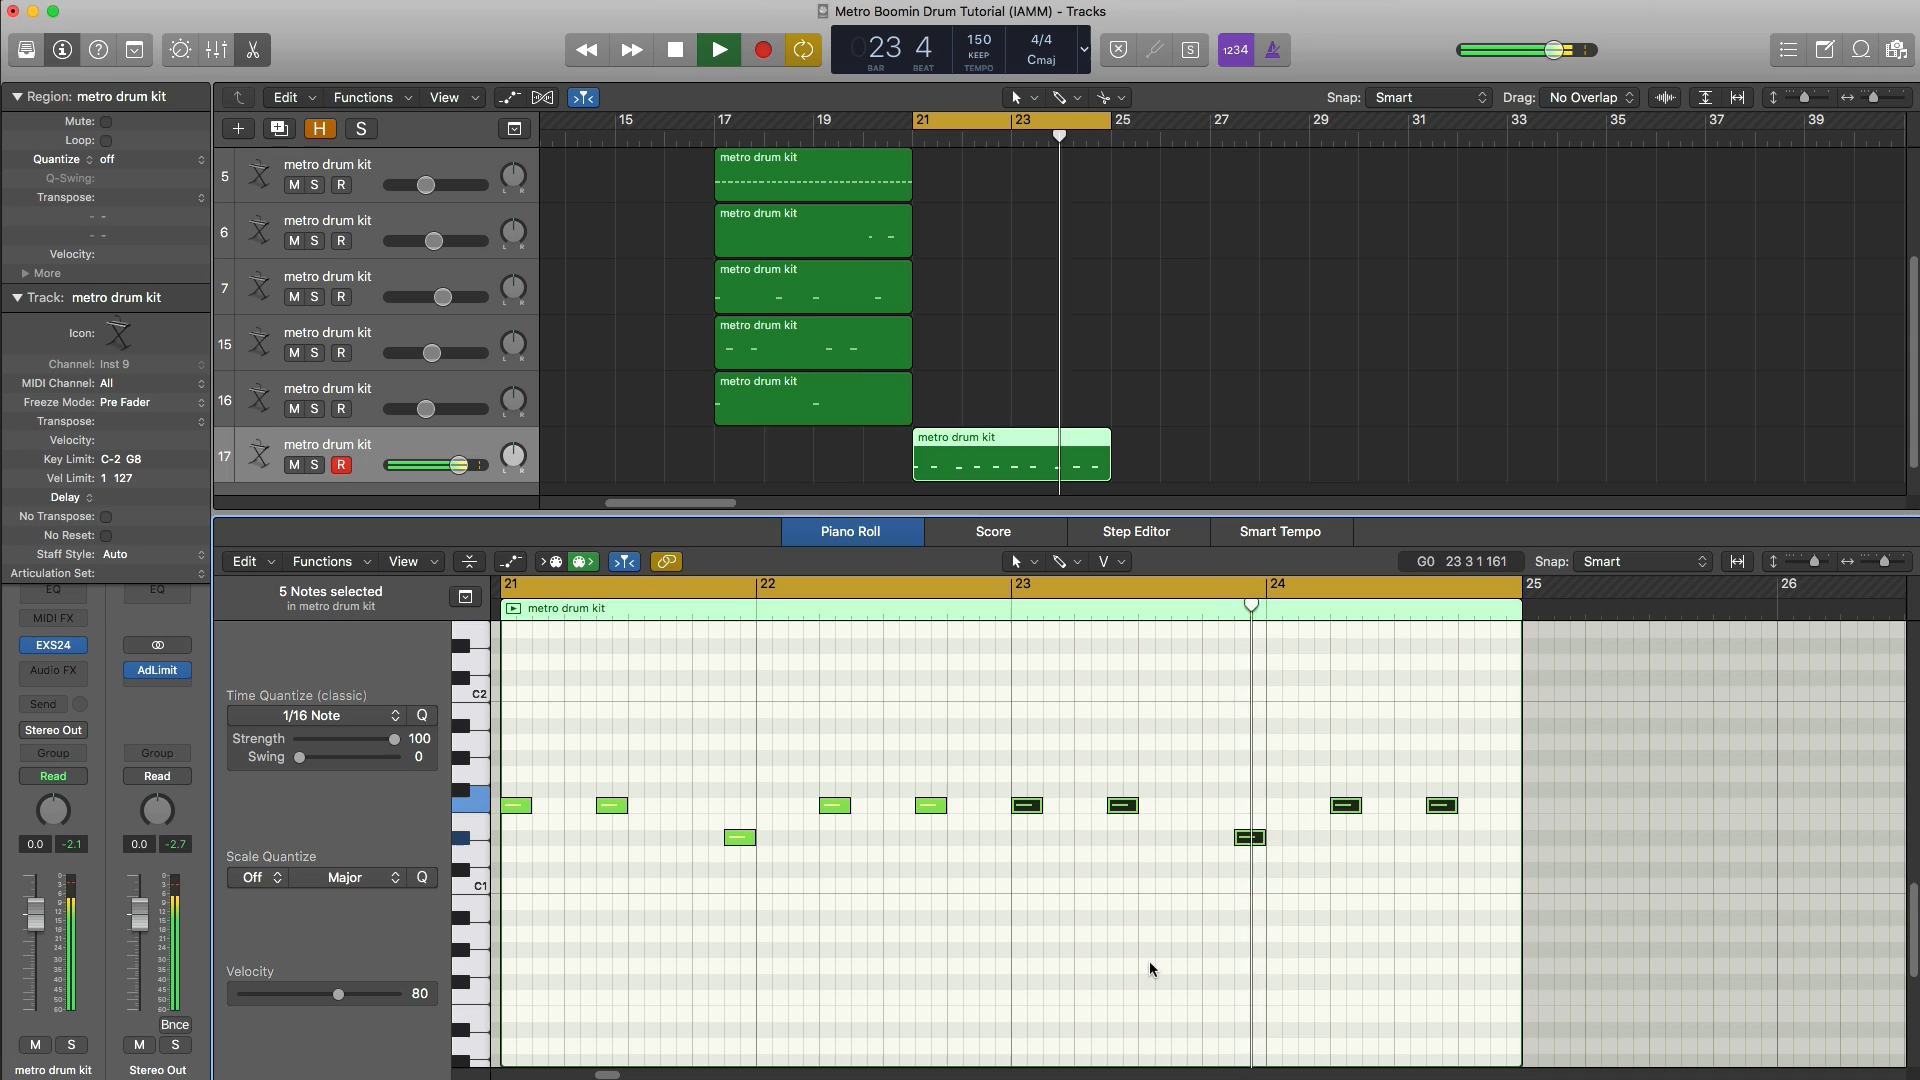 Metro Boomin Drum Tutorial (IAMM) - Tracks
023 4
BAR BEAT
150
KEEP
TEMPO
4/4
Cmaj
S
1234
Region: metro drum kit
Mute:
Loop:
Quantize off
Q-Swing:
Transpose:
- -
- -
Velocity:
More
Track: metro drum kit
Icon:
Channel: Inst 9
MIDI Channel: All
Freeze Mode: Pre Fader
Transpose:
Velocity:
Key Limit: C-2 G8
Vel Limit: 1 127
Delay
No Transpose:
No Reset:
Staff Style: Auto
Articulation Set:
EQ EQ
MIDI FX
EXS24
Audio FX AdLimit
Send
Stereo Out
Group Group
Read Read
0.0 -2.1 0.0 -2.7
Bnce
M S M S
metro drum kit Stereo Out
Edit Functions View
Snap: Smart Drag: No Overlap
H S
15 17 19 21 23 25 27 29 31 33 35 37 39
5 metro drum kit
M S R
L R
metro drum kit
6 metro drum kit
M S R
L R
metro drum kit
7 metro drum kit
M S R
L R
metro drum kit
15 metro drum kit
M S R
L R
metro drum kit
16 metro drum kit
M S R
L R
metro drum kit
17 metro drum kit
M S R
L R
metro drum kit
Piano Roll Score Step Editor Smart Tempo
Edit Functions View
V
G0 23 3 1 161 Snap: Smart
5 Notes selected
in metro drum kit
21 22 23 24 25 26
metro drum kit
Time Quantize (classic)
1/16 Note Q
Strength 100
Swing 0
Scale Quantize
Off Major Q
Velocity
80
C2
C1